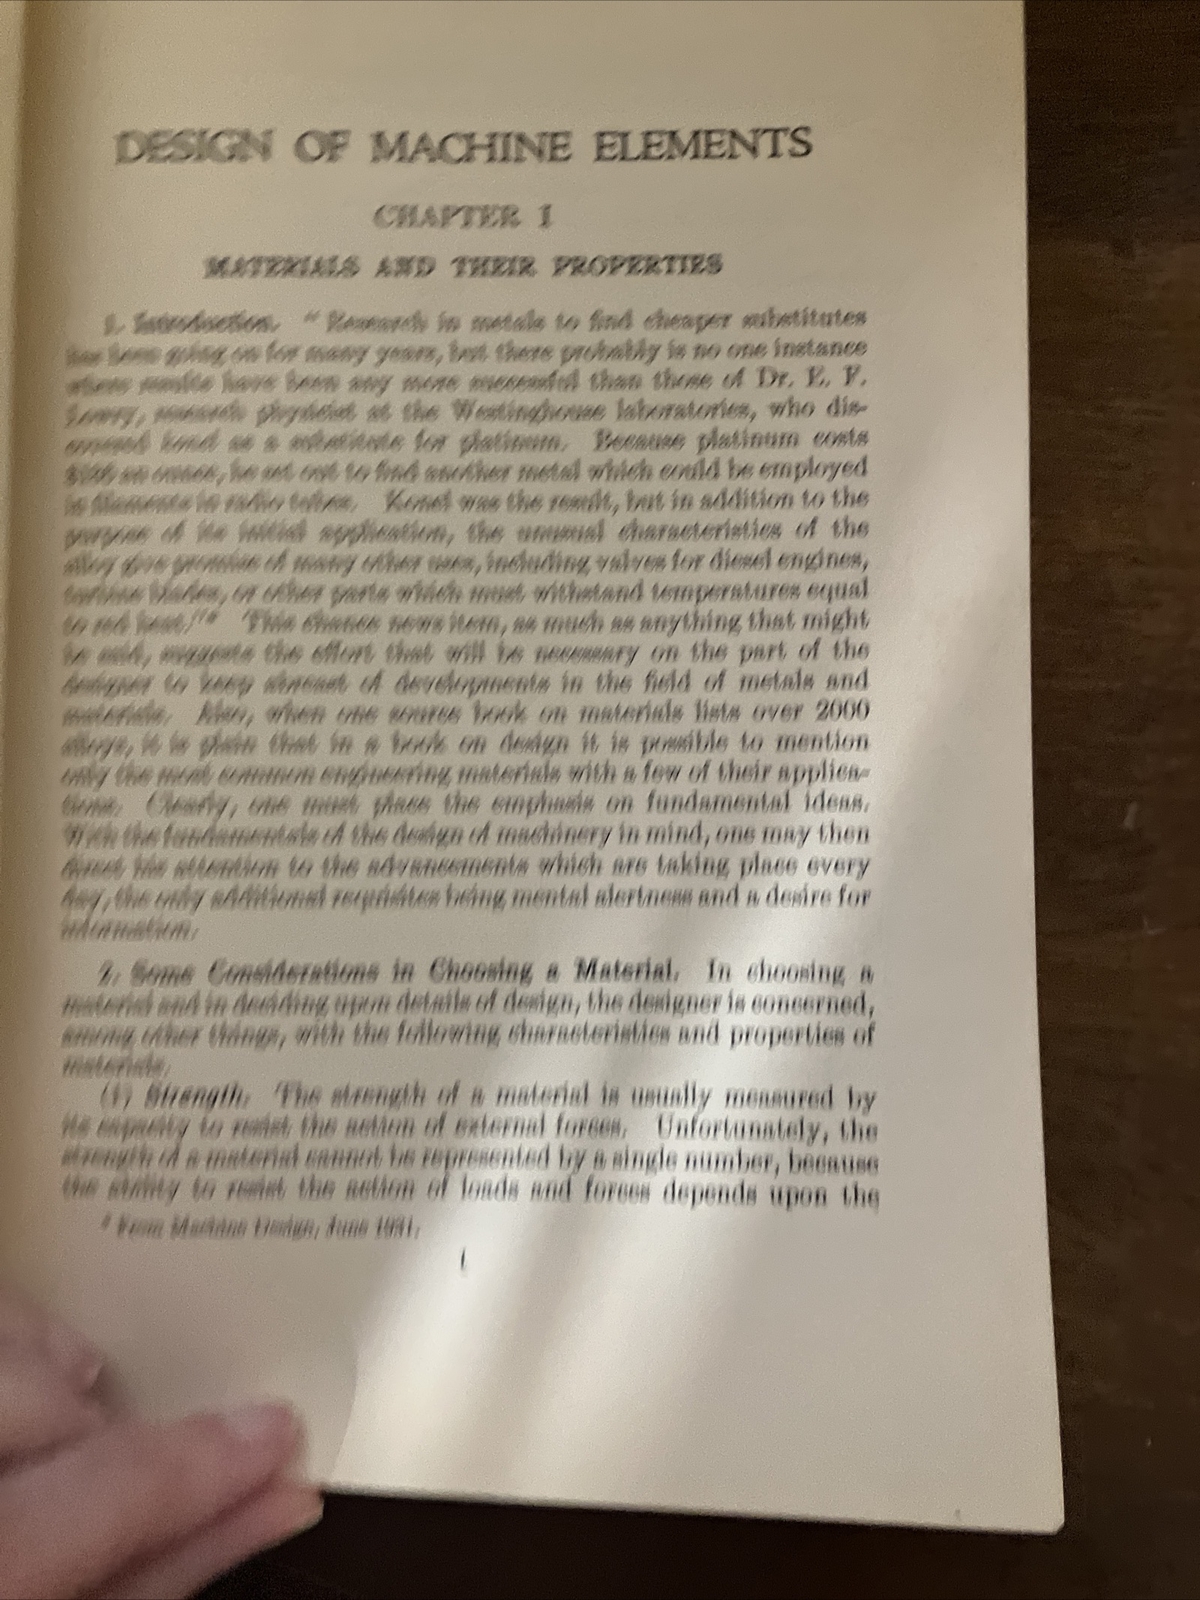 DESIGN OF MACHINE ELEMENTS
CHAPTER I
MATERIALS AND THEIR PROPERTIES
1. Introduction. " Research in metals to find cheaper substitutes
has been going on for many years, but there probably is no one instance
where results have been any more successful than those of Dr. E. F.
Lowry, research physicist at the Westinghouse laboratories, who dis-
covered konel as a substitute for platinum. Because platinum costs
an ounce, he set out to find another metal which could be employed
in filaments in radio tubes. Konel was the result, but in addition to the
purpose of its initial application, the unusual characteristics of the
alloy give promise of many other uses, including valves for diesel engines,
turbine blades, or other parts which must withstand temperatures equal
to red heat." * This chance news item, as much as anything that might
be said, suggests the effort that will be necessary on the part of the
designer to keep abreast of developments in the field of metals and
materials. Also, when one source book on materials lists over 2000
alloys, it is plain that in a book on design it is possible to mention
only the most common engineering materials with a few of their applica-
tions. Clearly, one must place the emphasis on fundamental ideas.
With the fundamentals of the design of machinery in mind, one may then
direct his attention to the advancements which are taking place every
day, the only additional requisites being mental alertness and a desire for
information.
2. Some Considerations in Choosing a Material. In choosing a
material and in deciding upon details of design, the designer is concerned,
among other things, with the following characteristics and properties of
materials.
(1) Strength. The strength of a material is usually measured by
its capacity to resist the action of external forces. Unfortunately, the
strength of a material cannot be represented by a single number, because
the ability to resist the action of loads and forces depends upon the
* From Machine Design, June 1931.
1